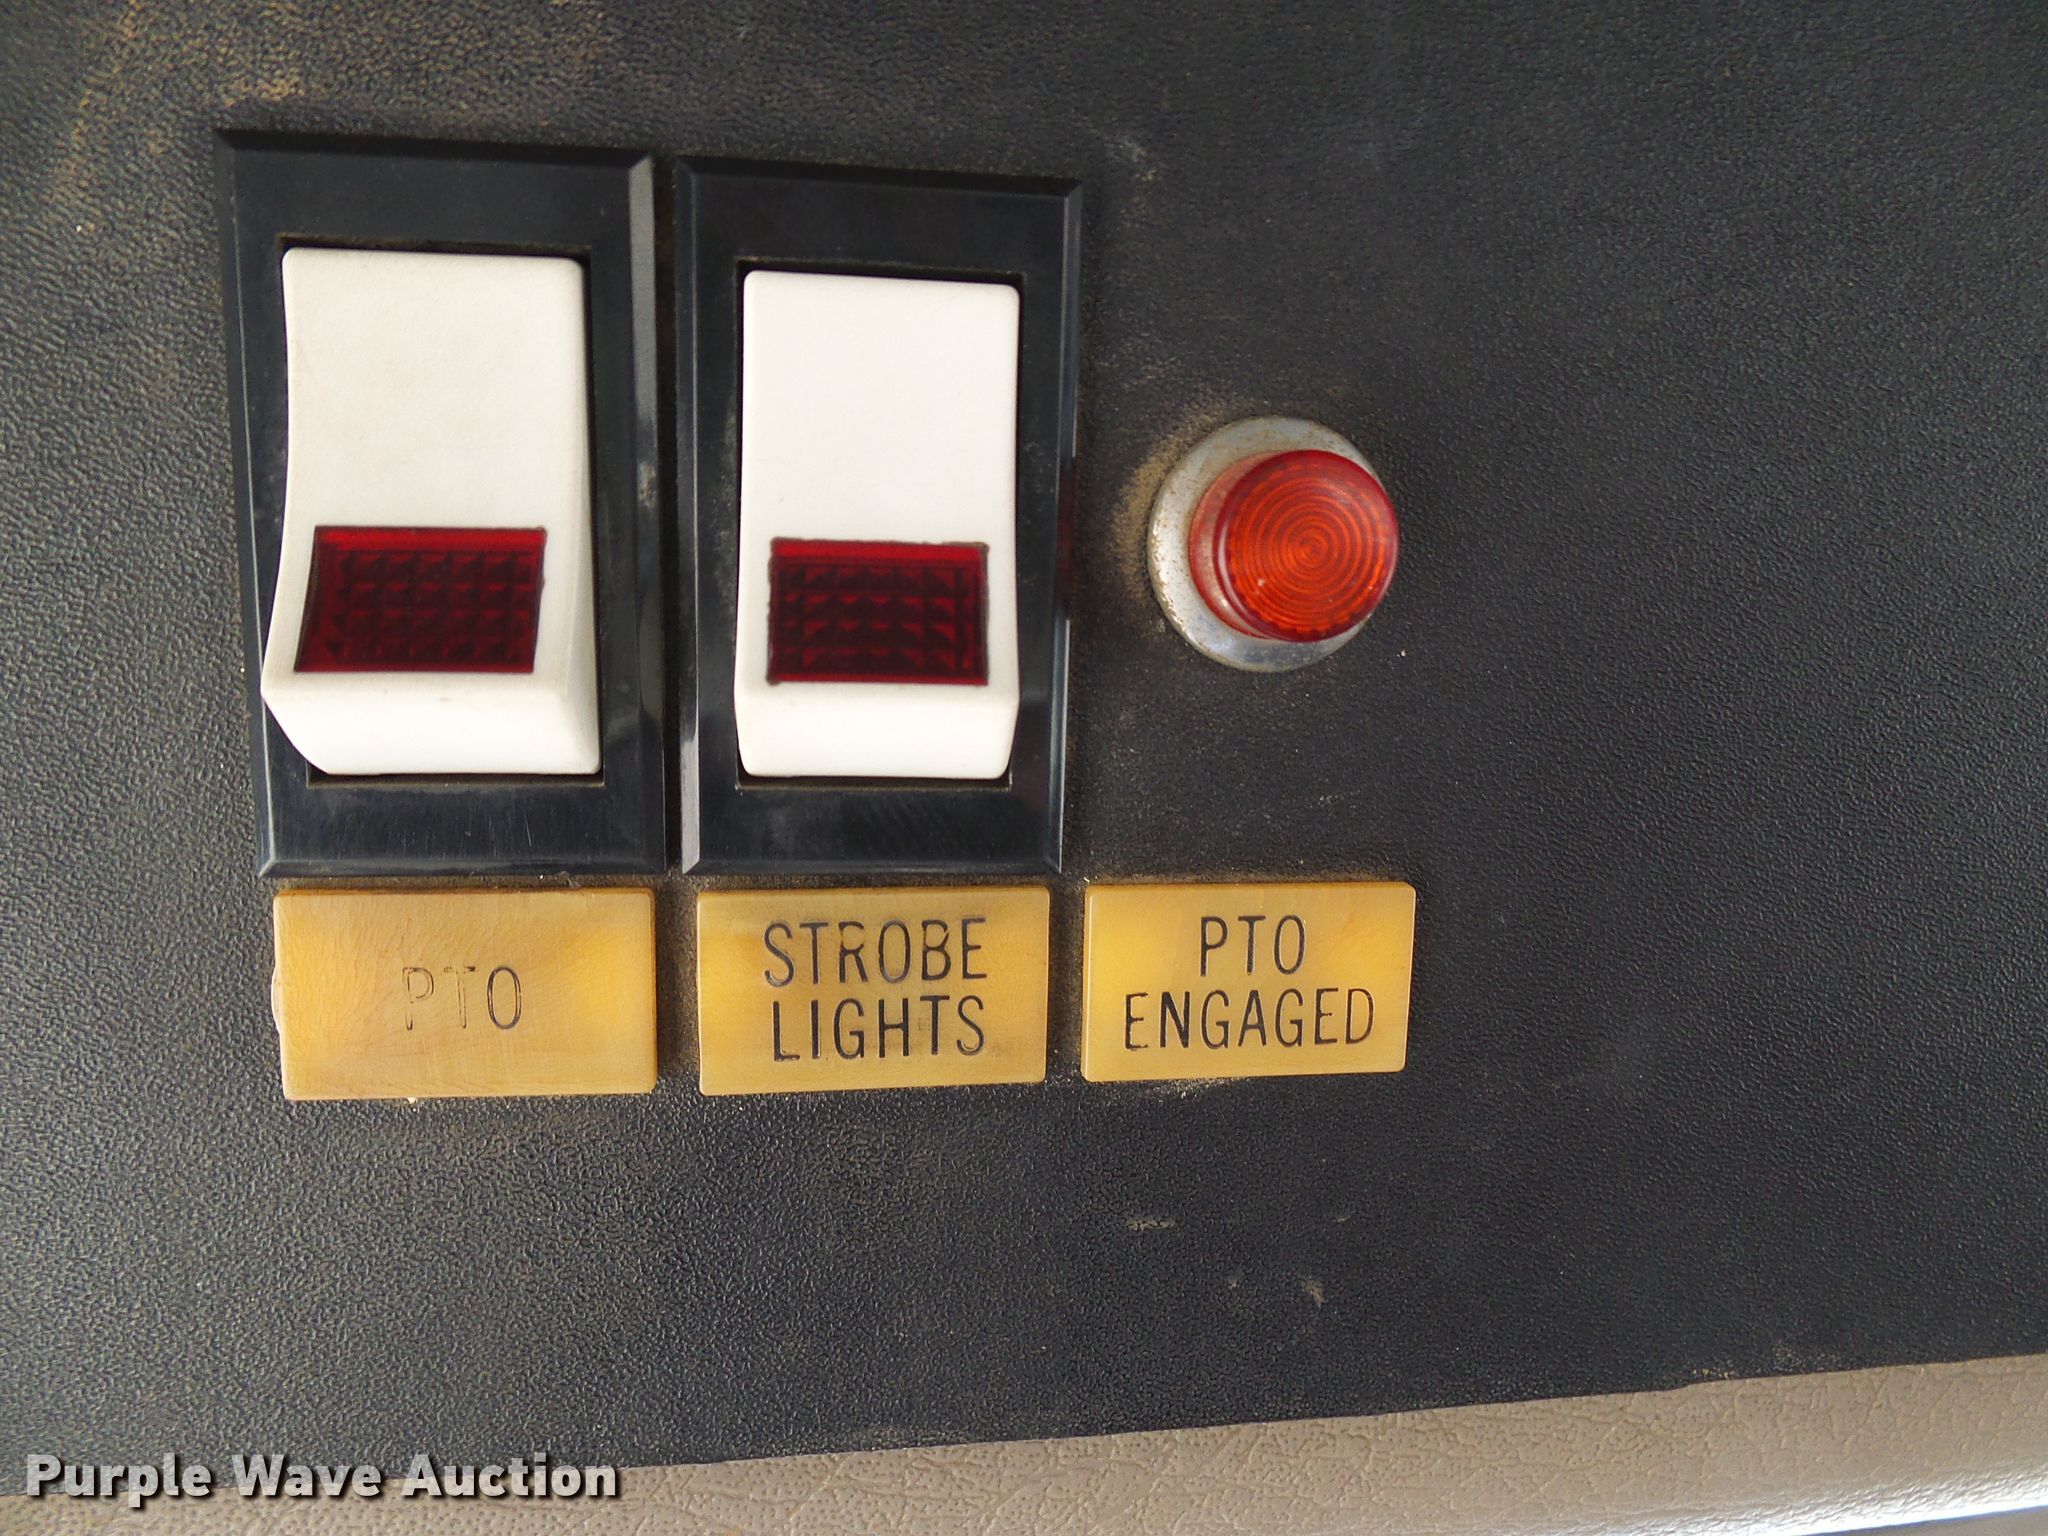 PTO
STROBE
LIGHTS
PTO
ENGAGED
Purple Wave Auction